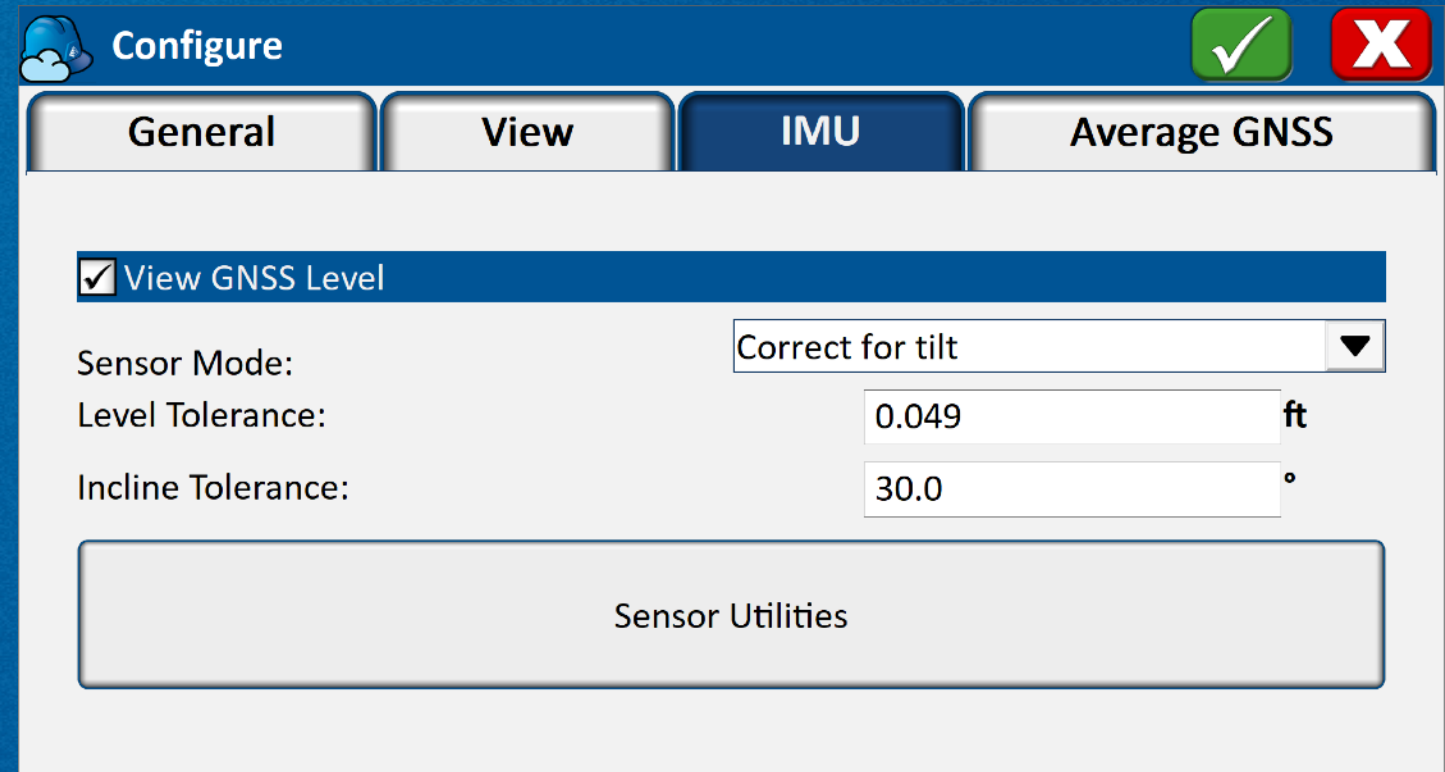 Configure
General View IMU Average GNSS
View GNSS Level
Sensor Mode: Correct for tilt
Level Tolerance: 0.049 ft
Incline Tolerance: 30.0 °
Sensor Utilities